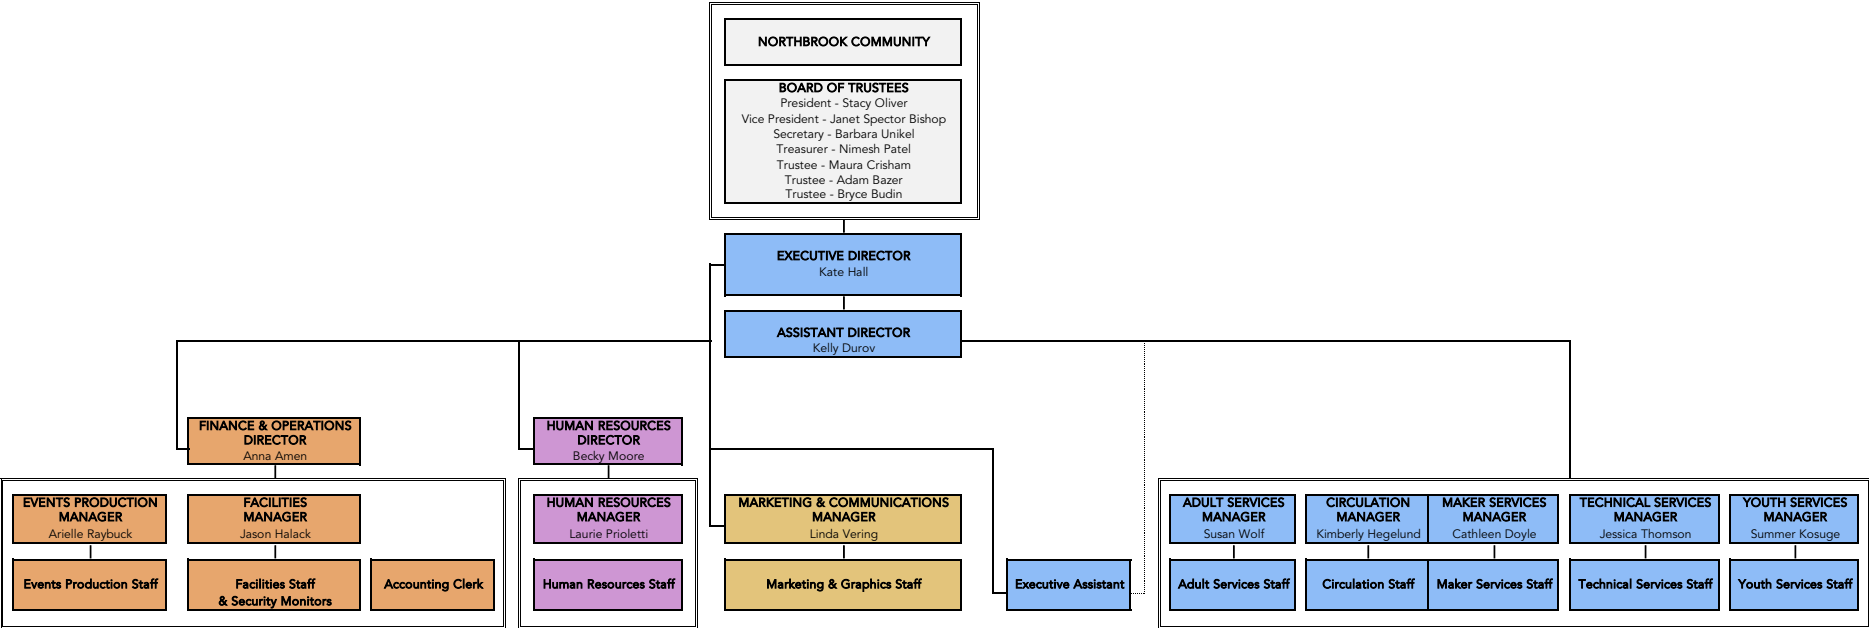 NORTHBROOK COMMUNITY
BOARD OF TRUSTEES
President - Stacy Oliver
Vice President - Janet Spector Bishop
Secretary - Barbara Unikel
Treasurer - Nimesh Patel
Trustee - Maura Crisham
Trustee - Adam Bazer
Trustee - Bryce Budin
EXECUTIVE DIRECTOR
Kate Hall
ASSISTANT DIRECTOR
Kelly Durov
FINANCE & OPERATIONS
DIRECTOR
Anna Amen
HUMAN RESOURCES
DIRECTOR
Becky Moore
EVENTS PRODUCTION
MANAGER
Arielle Raybuck
FACILITIES
MANAGER
Jason Halack
HUMAN RESOURCES
MANAGER
Laurie Prioletti
MARKETING & COMMUNICATIONS
MANAGER
Linda Vering
ADULT SERVICES
MANAGER
Susan Wolf
CIRCULATION
MANAGER
Kimberly Hegelund
MAKER SERVICES
MANAGER
Cathleen Doyle
TECHNICAL SERVICES
MANAGER
Jessica Thomson
YOUTH SERVICES
MANAGER
Summer Kosuge
Events Production Staff
Facilities Staff
& Security Monitors
Accounting Clerk
Human Resources Staff
Marketing & Graphics Staff
Executive Assistant
Adult Services Staff
Circulation Staff
Maker Services Staff
Technical Services Staff
Youth Services Staff